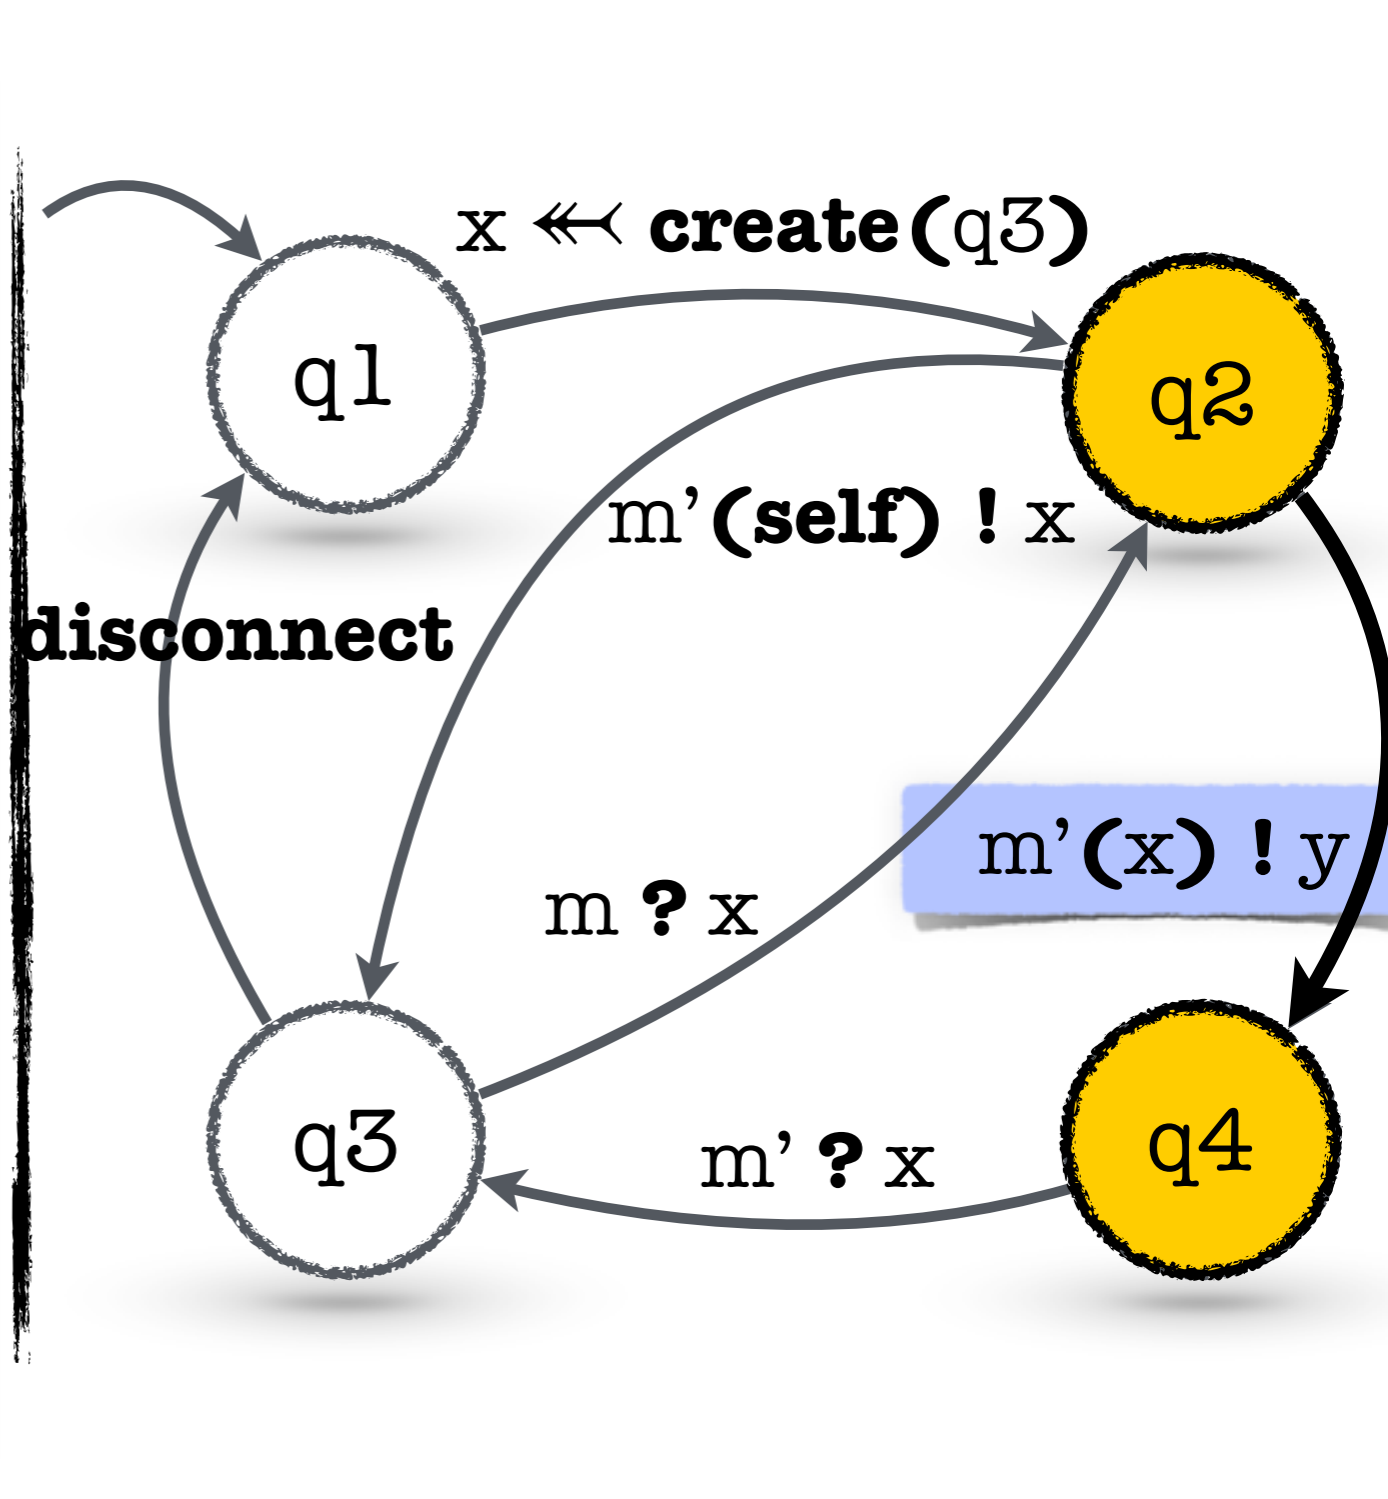 x ⬺ create(q3)
q1
q2
m’(self) ! x
disconnect
m’(x) ! y
m ? x
q3
m’ ? x
q4